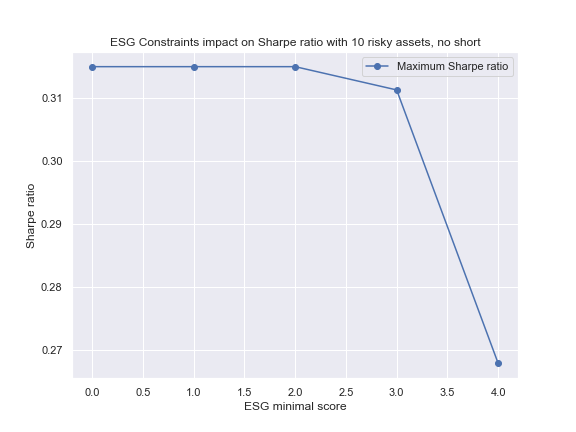 ESG Constraints impact on Sharpe ratio with 10 risky assets, no short
Maximum Sharpe ratio
Sharpe ratio
0.31
0.30
0.29
0.28
0.27
0.0 0.5 1.0 1.5 2.0 2.5 3.0 3.5 4.0
ESG minimal score